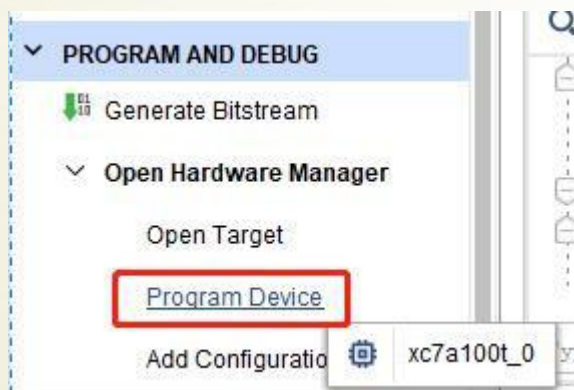 PROGRAM AND DEBUG
Generate Bitstream
Open Hardware Manager
Open Target
Program Device
xc7a100t_0
Add Configuratio